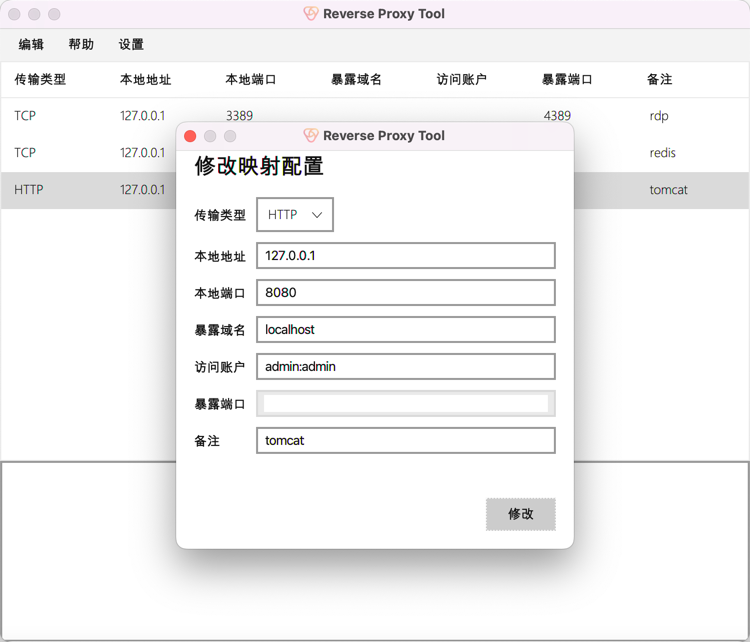 Reverse Proxy Tool
编辑 帮助 设置
传输类型 本地地址 本地端口 暴露域名 访问账户 暴露端口 备注
TCP 127.0.0.1 3389 4389 rdp
TCP 127.0.0.1 redis
HTTP 127.0.0.1 tomcat
Reverse Proxy Tool
修改映射配置
传输类型 HTTP
本地地址 127.0.0.1
本地端口 8080
暴露域名 localhost
访问账户 admin:admin
暴露端口
备注 tomcat
修改